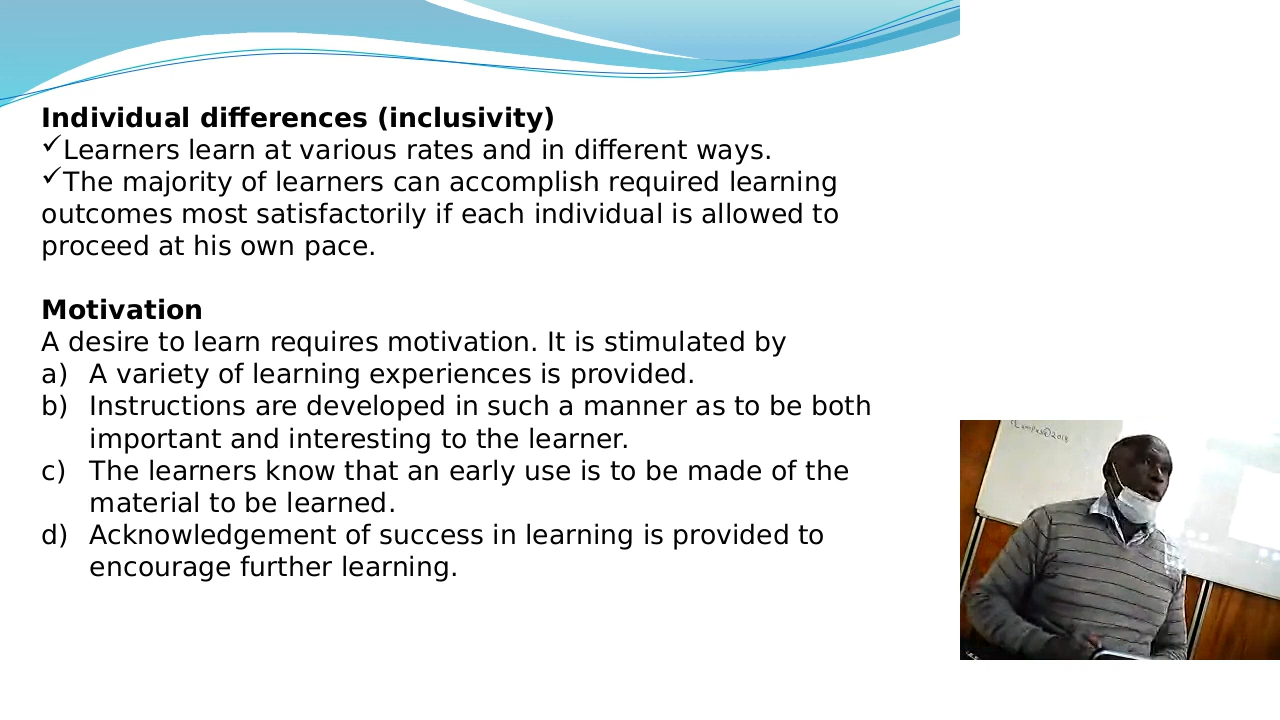 Individual differences (inclusivity)
✓Learners learn at various rates and in different ways.
✓The majority of learners can accomplish required learning
outcomes most satisfactorily if each individual is allowed to
proceed at his own pace.
Motivation
A desire to learn requires motivation. It is stimulated by
a) A variety of learning experiences is provided.
b) Instructions are developed in such a manner as to be both
important and interesting to the learner.
c) The learners know that an early use is to be made of the
material to be learned.
d) Acknowledgement of success in learning is provided to
encourage further learning.